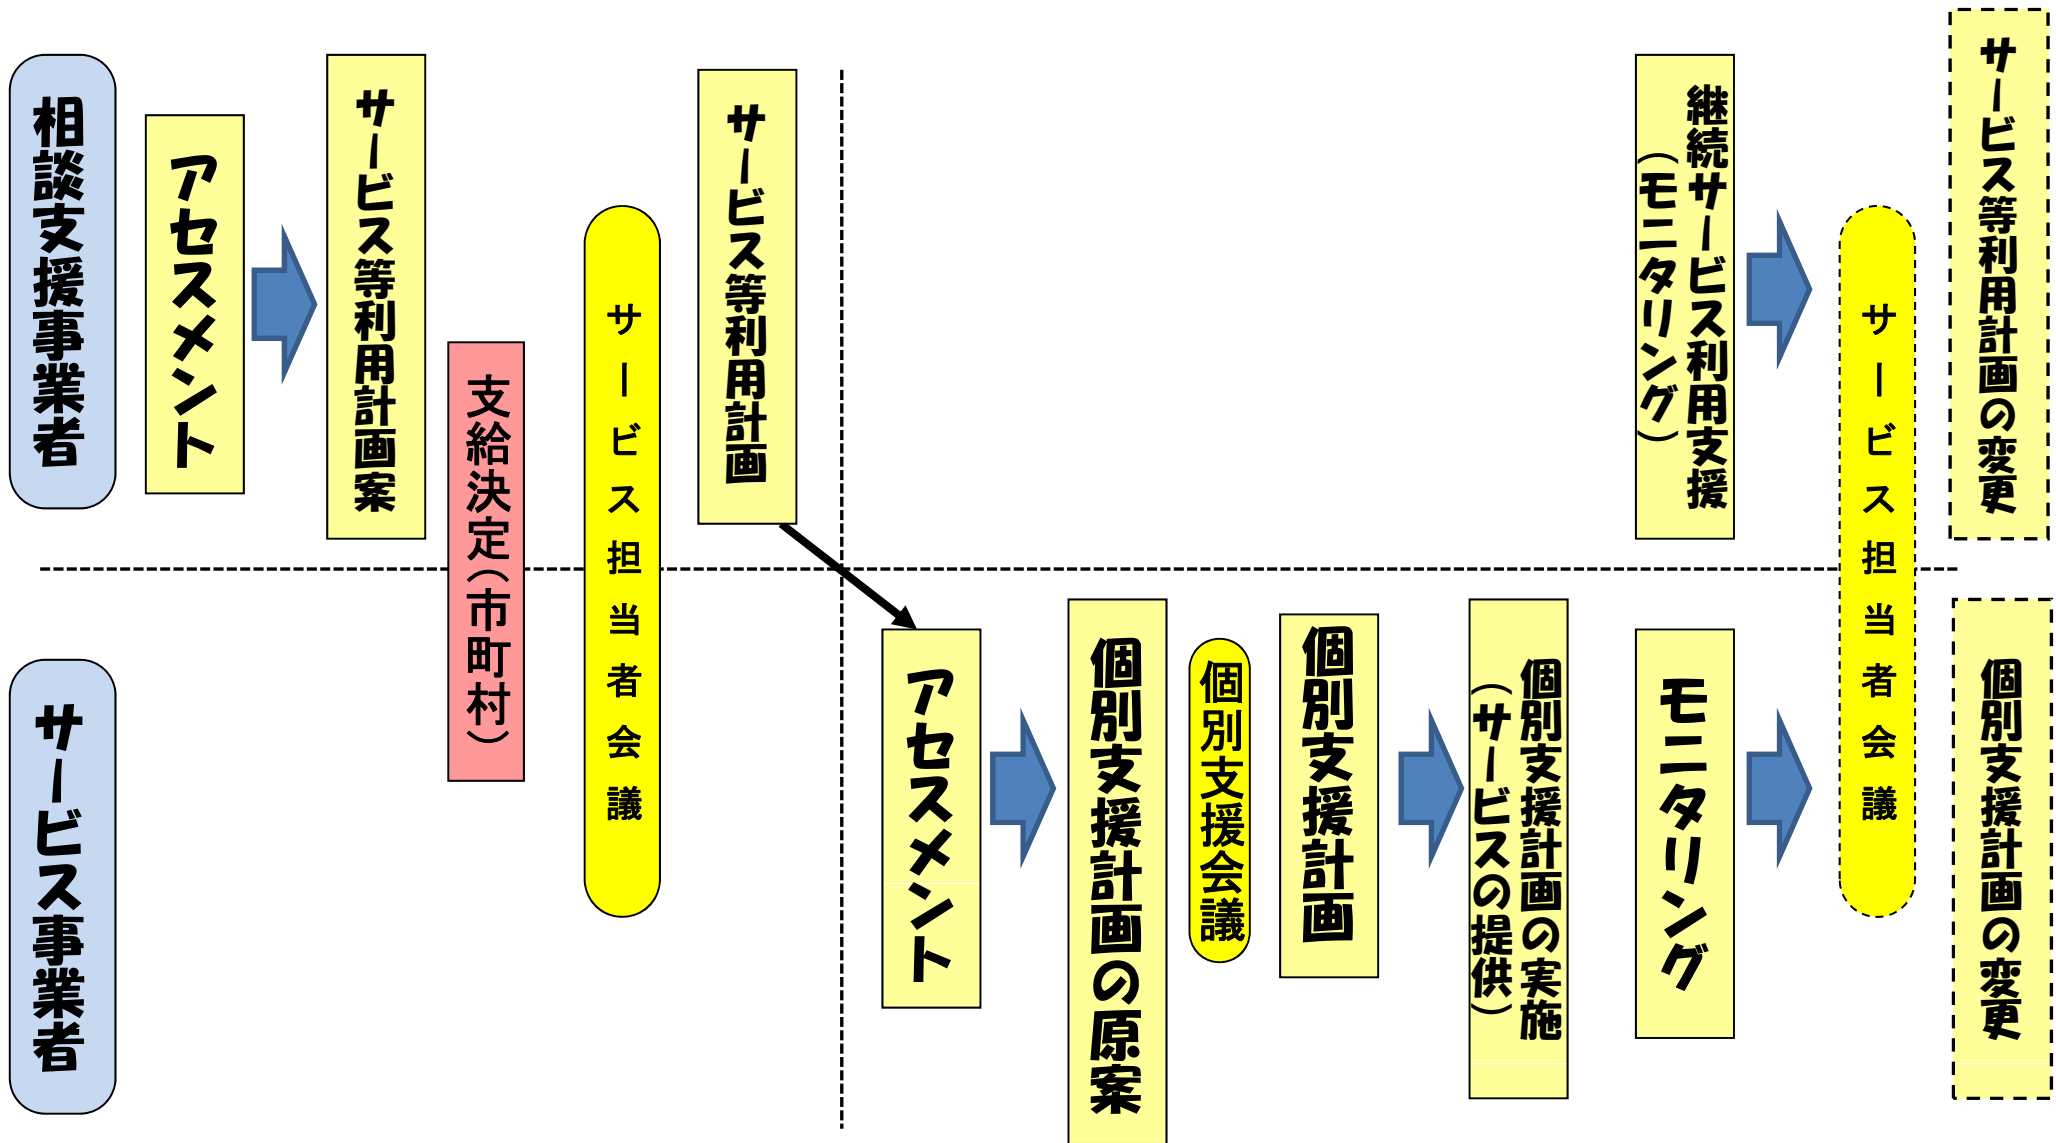 相談支援事業者
アセスメント
サービス等利用計画案
支給決定（市町村）
サービス担当者会議
サービス等利用計画
継続サービス利用支援
（モニタリング）
サービス担当者会議
サービス等利用計画の変更
サービス事業者
アセスメント
個別支援計画の原案
個別支援会議
個別支援計画
個別支援計画の実施
（サービスの提供）
モニタリング
個別支援計画の変更